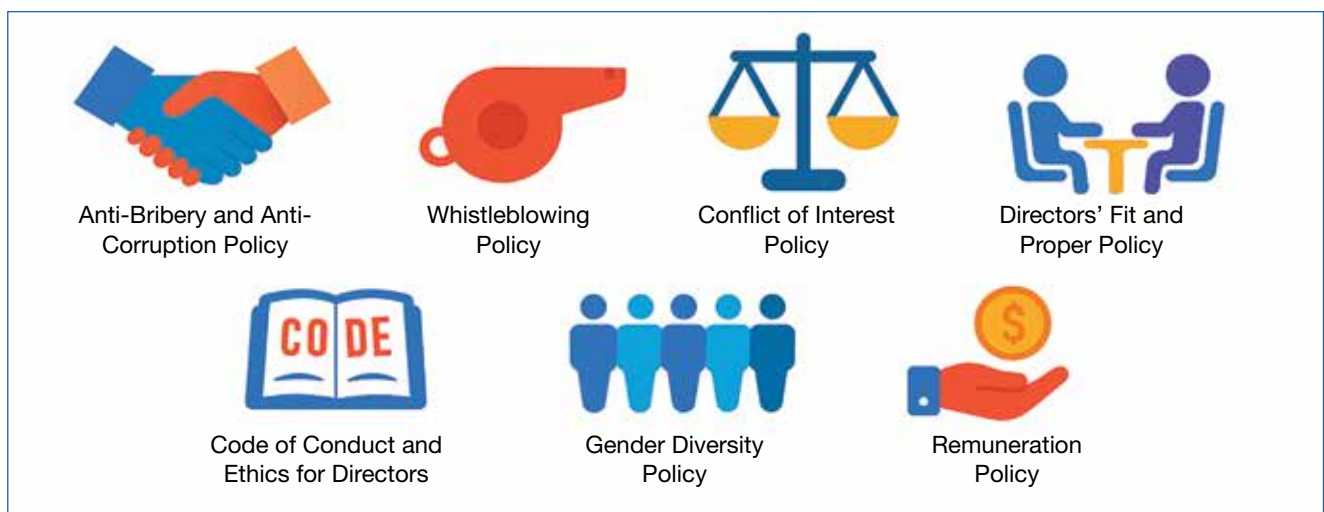 Anti-Bribery and Anti-
Corruption Policy
Whistleblowing
Policy
Conflict of Interest
Policy
Directors’ Fit and
Proper Policy
CODE
Code of Conduct and
Ethics for Directors
Gender Diversity
Policy
$
Remuneration
Policy